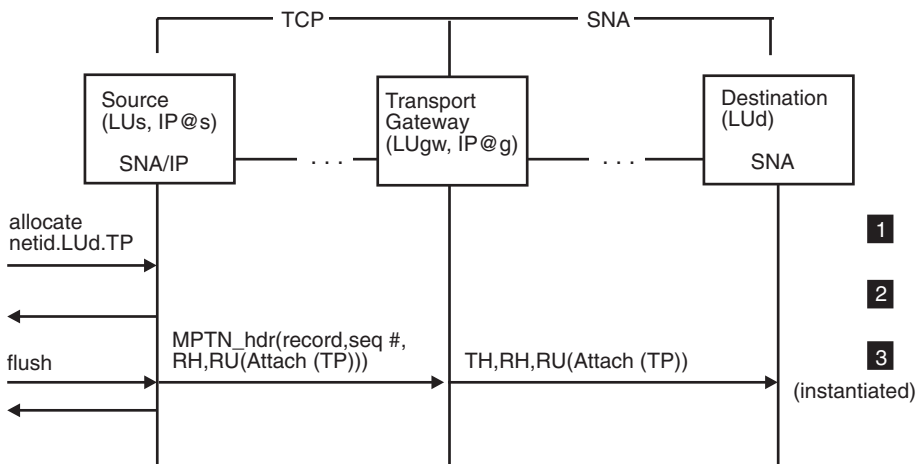 TCP
SNA
Source
(LUs, IP@s)
SNA/IP
. . .
Transport
Gateway
(LUgw, IP@g)
. . .
Destination
(LUd)
SNA
allocate
netid.LUd.TP
1
2
MPTN_hdr(record,seq #,
RH,RU(Attach (TP)))
flush
TH,RH,RU(Attach (TP))
3
(instantiated)